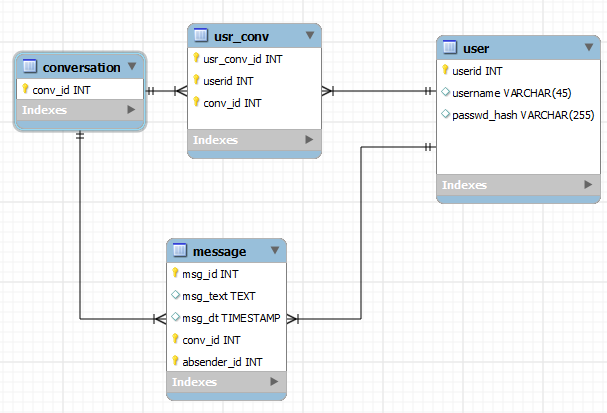 conversation
conv_id INT
Indexes
usr_conv
usr_conv_id INT
userid INT
conv_id INT
Indexes
user
userid INT
username VARCHAR(45)
passwd_hash VARCHAR(255)
Indexes
message
msg_id INT
msg_text TEXT
msg_dt TIMESTAMP
conv_id INT
absender_id INT
Indexes